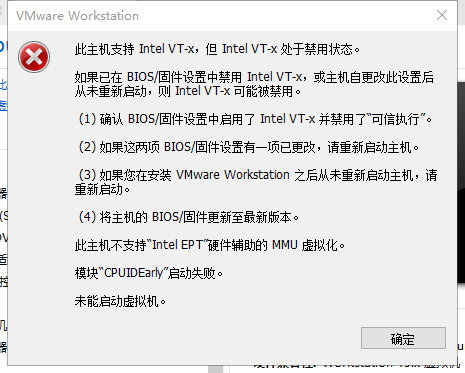 VMware Workstation
此主机支持 Intel VT-x，但 Intel VT-x 处于禁用状态。
如果已在 BIOS/固件设置中禁用 Intel VT-x，或主机自更改此设置后
从未重新启动，则 Intel VT-x 可能被禁用。
(1) 确认 BIOS/固件设置中启用了 Intel VT-x 并禁用了“可信执行”。
(2) 如果这两项 BIOS/固件设置有一项已更改，请重新启动主机。
(3) 如果您在安装 VMware Workstation 之后从未重新启动主机，请
重新启动。
(4) 将主机的 BIOS/固件更新至最新版本。
此主机不支持“Intel EPT”硬件辅助的 MMU 虚拟化。
模块“CPUIDEarly”启动失败。
未能启动虚拟机。
确定